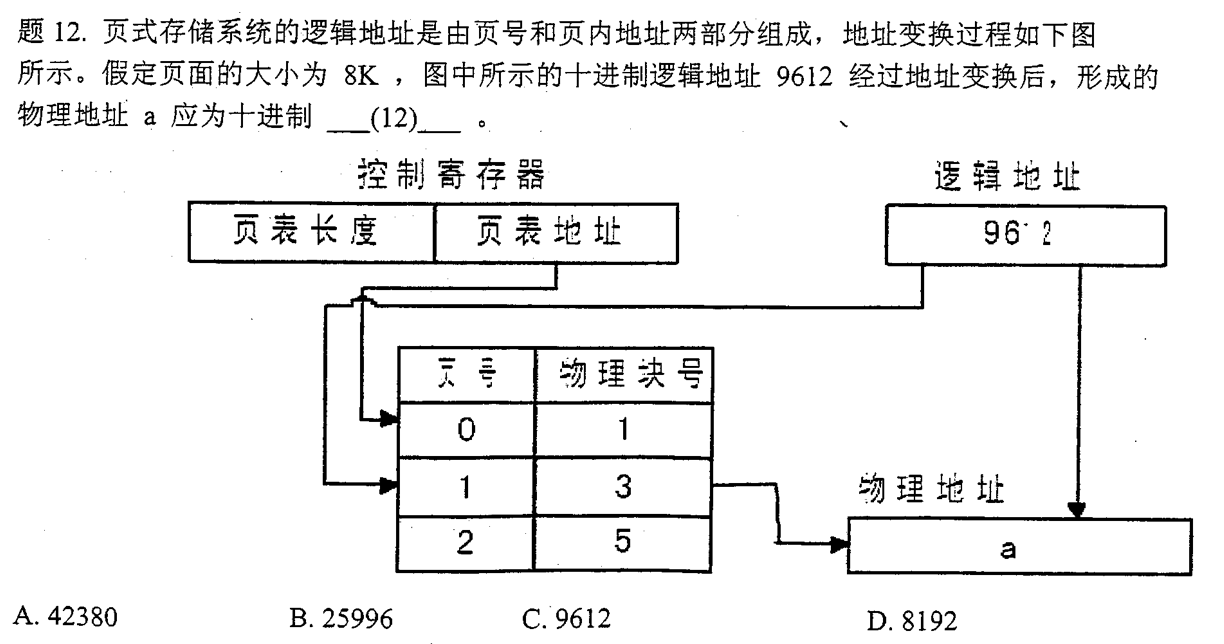 题 12. 页式存储系统的逻辑地址是由页号和页内地址两部分组成，地址变换过程如下图
所示。假定页面的大小为 8K ，图中所示的十进制逻辑地址 9612 经过地址变换后，形成的
物理地址 a 应为十进制 ___(12)___ 。
控制寄存器
逻辑地址
页表长度 页表地址
96 2
页号 物理块号
0 1
1 3
2 5
物理地址
a
A. 42380 B. 25996 C. 9612 D. 8192